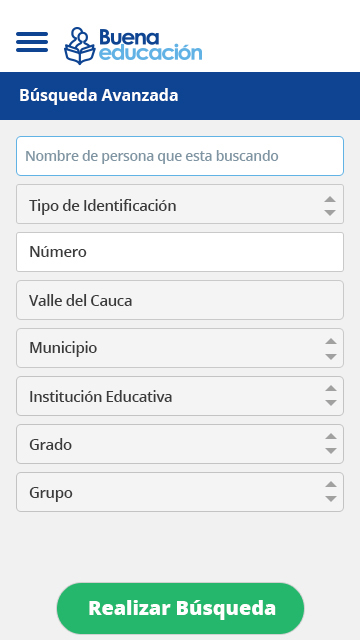 Buena
educación
Búsqueda Avanzada
Nombre de persona que esta buscando
Tipo de Identificación
Número
Valle del Cauca
Municipio
Institución Educativa
Grado
Grupo
Realizar Búsqueda